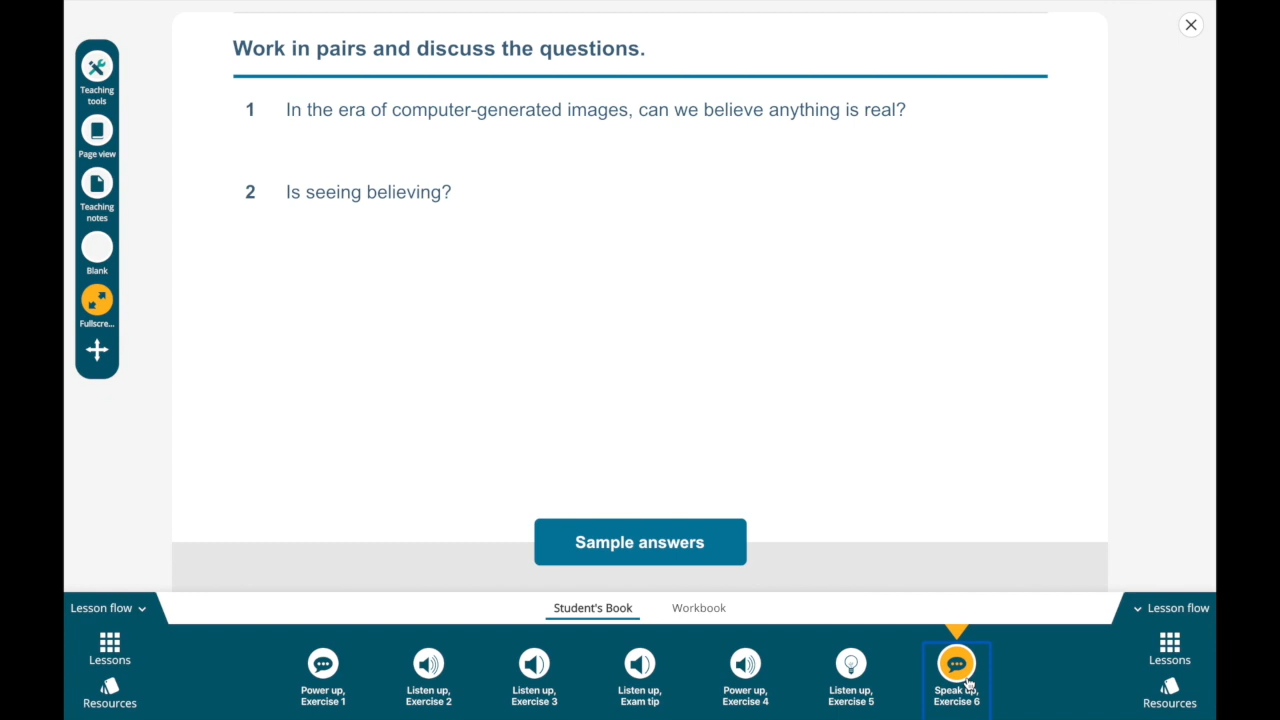 Work in pairs and discuss the questions.
1 In the era of computer-generated images, can we believe anything is real?
2 Is seeing believing?
Sample answers
Teaching
tools
Page view
Teaching
notes
Blank
Fullscre...
Lesson flow
Student's Book
Workbook
Lesson flow
Lessons
Resources
Power up,
Exercise 1
Listen up,
Exercise 2
Listen up,
Exercise 3
Listen up,
Exam tip
Power up,
Exercise 4
Listen up,
Exercise 5
Speak up,
Exercise 6
Lessons
Resources